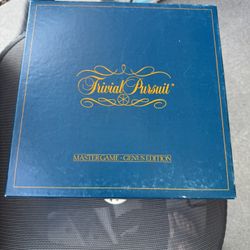 Trivial Pursuit®
MASTER GAME - GENUS EDITION